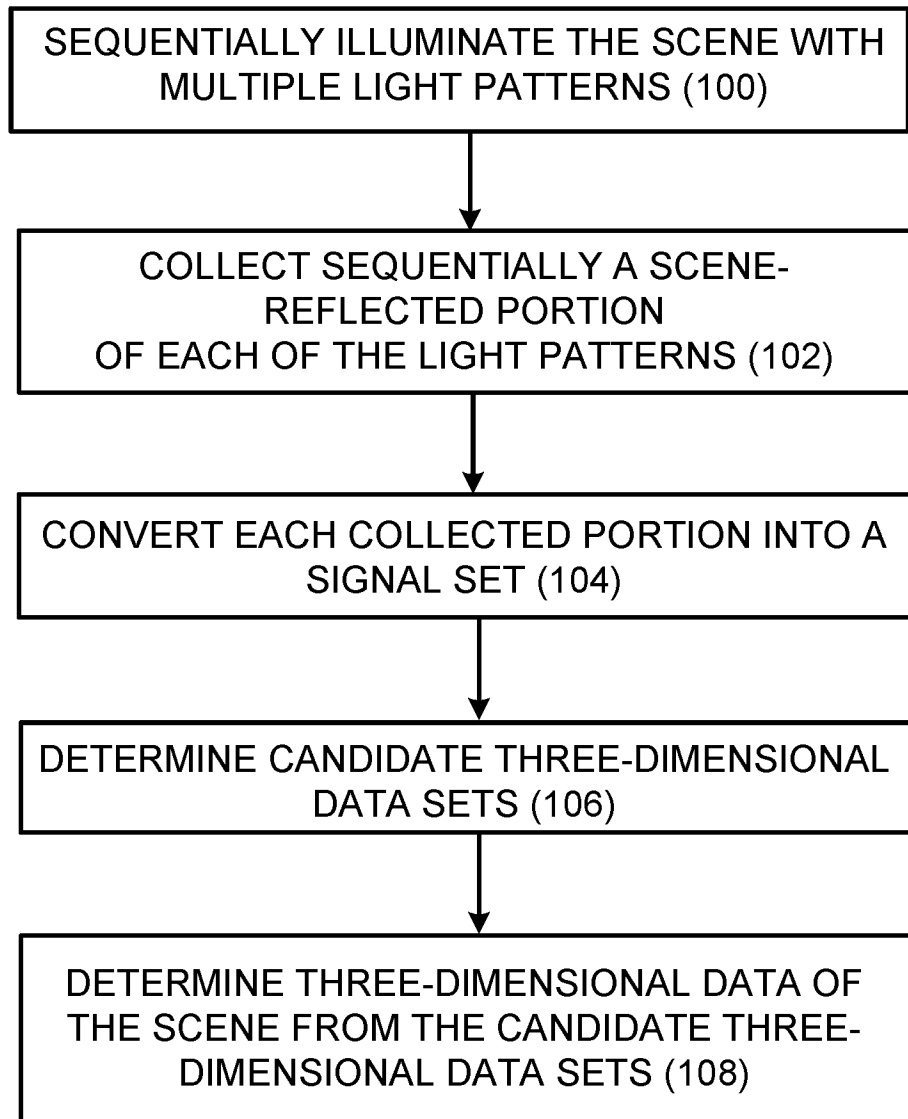 SEQUENTIALLY ILLUMINATE THE SCENE WITH
MULTIPLE LIGHT PATTERNS (100)
COLLECT SEQUENTIALLY A SCENE-
REFLECTED PORTION
OF EACH OF THE LIGHT PATTERNS (102)
CONVERT EACH COLLECTED PORTION INTO A
SIGNAL SET (104)
DETERMINE CANDIDATE THREE-DIMENSIONAL
DATA SETS (106)
DETERMINE THREE-DIMENSIONAL DATA OF
THE SCENE FROM THE CANDIDATE THREE-
DIMENSIONAL DATA SETS (108)